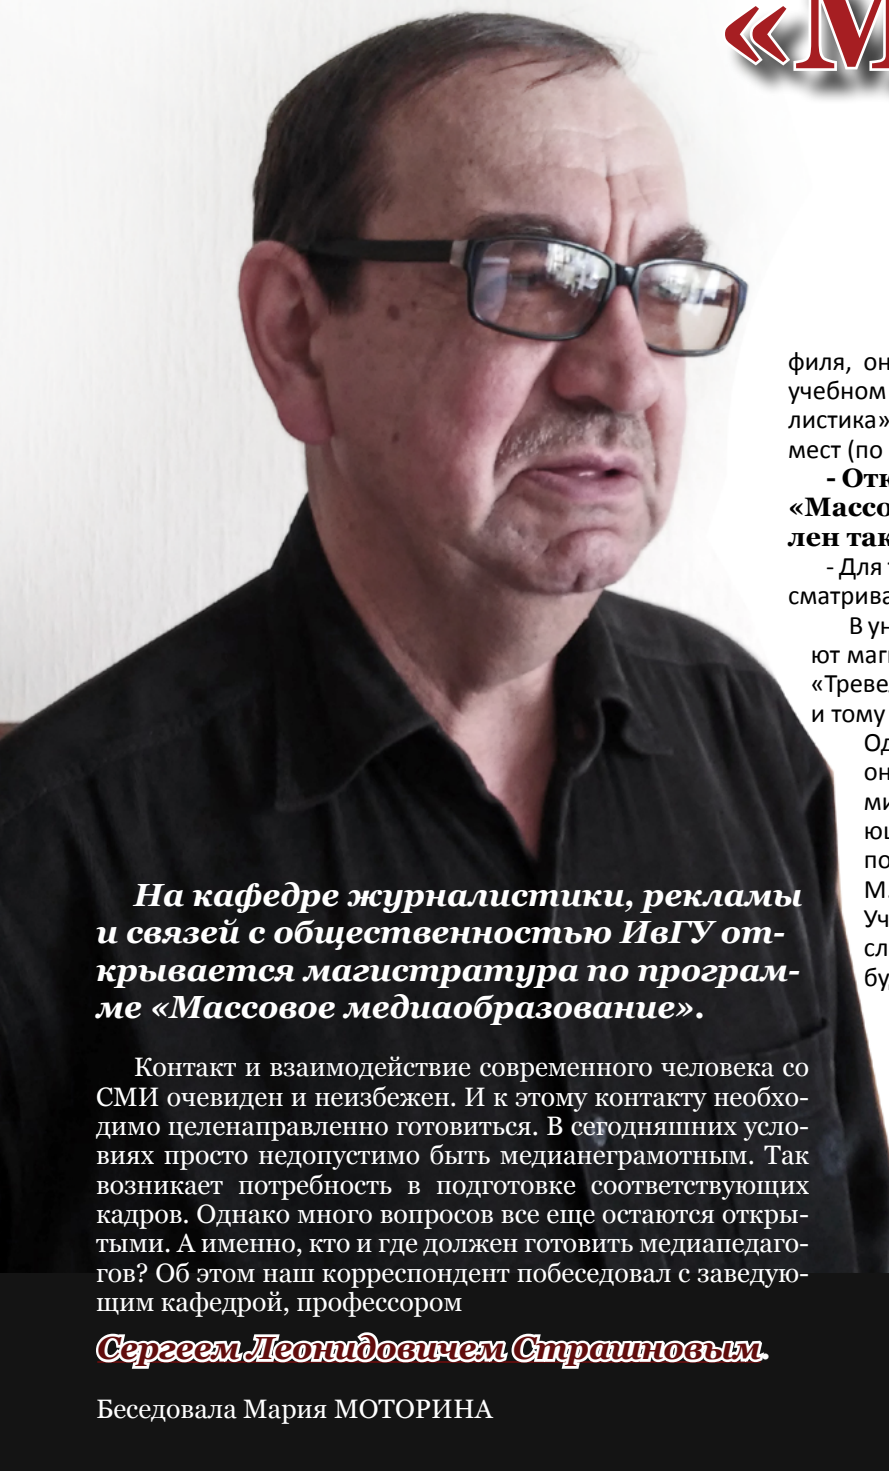 «М
филя, он
учебном
листика»
мест (по
- Отк
«Массо
лен так
- Для
сматрива
В ун
ют маги
«Треве
и тому
Од
он
ми
ющ
по
М.
Уч
сл
бу
На кафедре журналистики, рекламы
и связей с общественностью ИвГУ от-
крывается магистратура по програм-
ме «Массовое медиаобразование».
Контакт и взаимодействие современного человека со
СМИ очевиден и неизбежен. И к этому контакту необхо-
димо целенаправленно готовиться. В сегодняшних усло-
виях просто недопустимо быть медианеграмотным. Так
возникает потребность в подготовке соответствующих
кадров. Однако много вопросов все еще остаются откры-
тыми. А именно, кто и где должен готовить медиапедаго-
гов? Об этом наш корреспондент побеседовал с заведую-
щим кафедрой, профессором
Сергеем Леонидовичем Страшновым.
Беседовала Мария МОТОРИНА